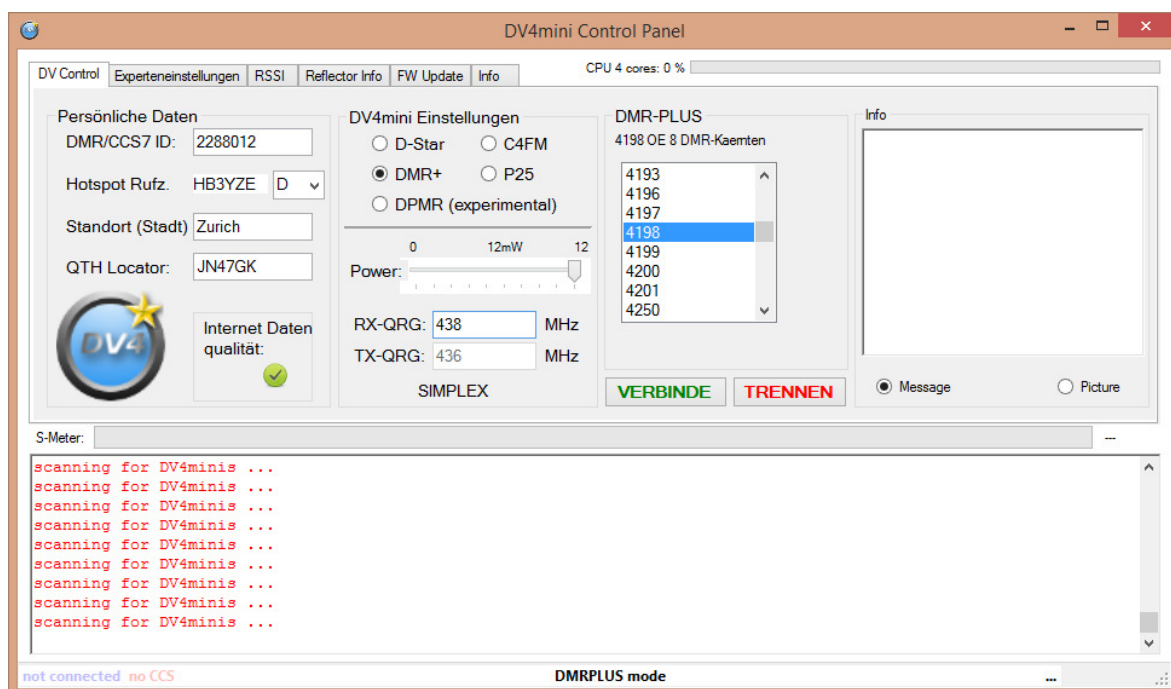 DV4mini Control Panel
DV Control Experteneinstellungen RSSI Reflector Info FW Update Info
CPU 4 cores: 0 %
Persönliche Daten
DMR/CCS7 ID: 2288012
Hotspot Rufz. HB3YZE D
Standort (Stadt) Zurich
QTH Locator: JN47GK
DV4
Internet Daten
qualität:
DV4mini Einstellungen
D-Star C4FM
DMR+ P25
DPMR (experimental)
0 12mW 12
Power:
RX-QRG: 438 MHz
TX-QRG: 436 MHz
SIMPLEX
DMR-PLUS
4198 OE 8 DMR-Kaernten
4193
4196
4197
4198
4199
4200
4201
4250
VERBINDE TRENNEN
Info
Message Picture
S-Meter: ---
scanning for DV4minis ...
scanning for DV4minis ...
scanning for DV4minis ...
scanning for DV4minis ...
scanning for DV4minis ...
scanning for DV4minis ...
scanning for DV4minis ...
scanning for DV4minis ...
scanning for DV4minis ...
not connected no CCS DMRPLUS mode ...